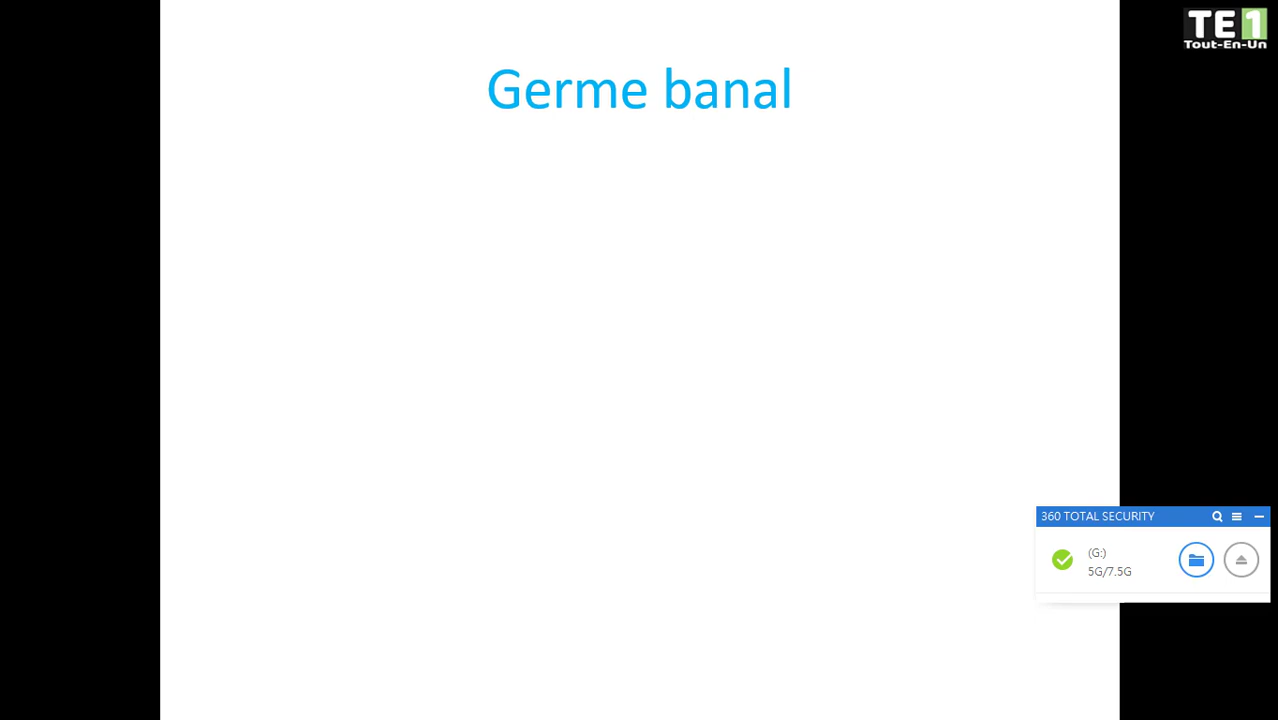 TE1
Tout-En-Un
Germe banal
360 TOTAL SECURITY
(G:)
5G/7.5G